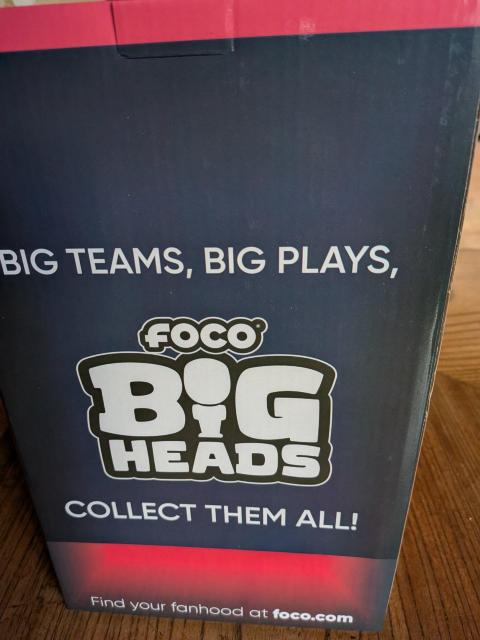 BIG TEAMS, BIG PLAYS,
FOCO
BIG
HEADS
COLLECT THEM ALL!
Find your fanhood at foco.com